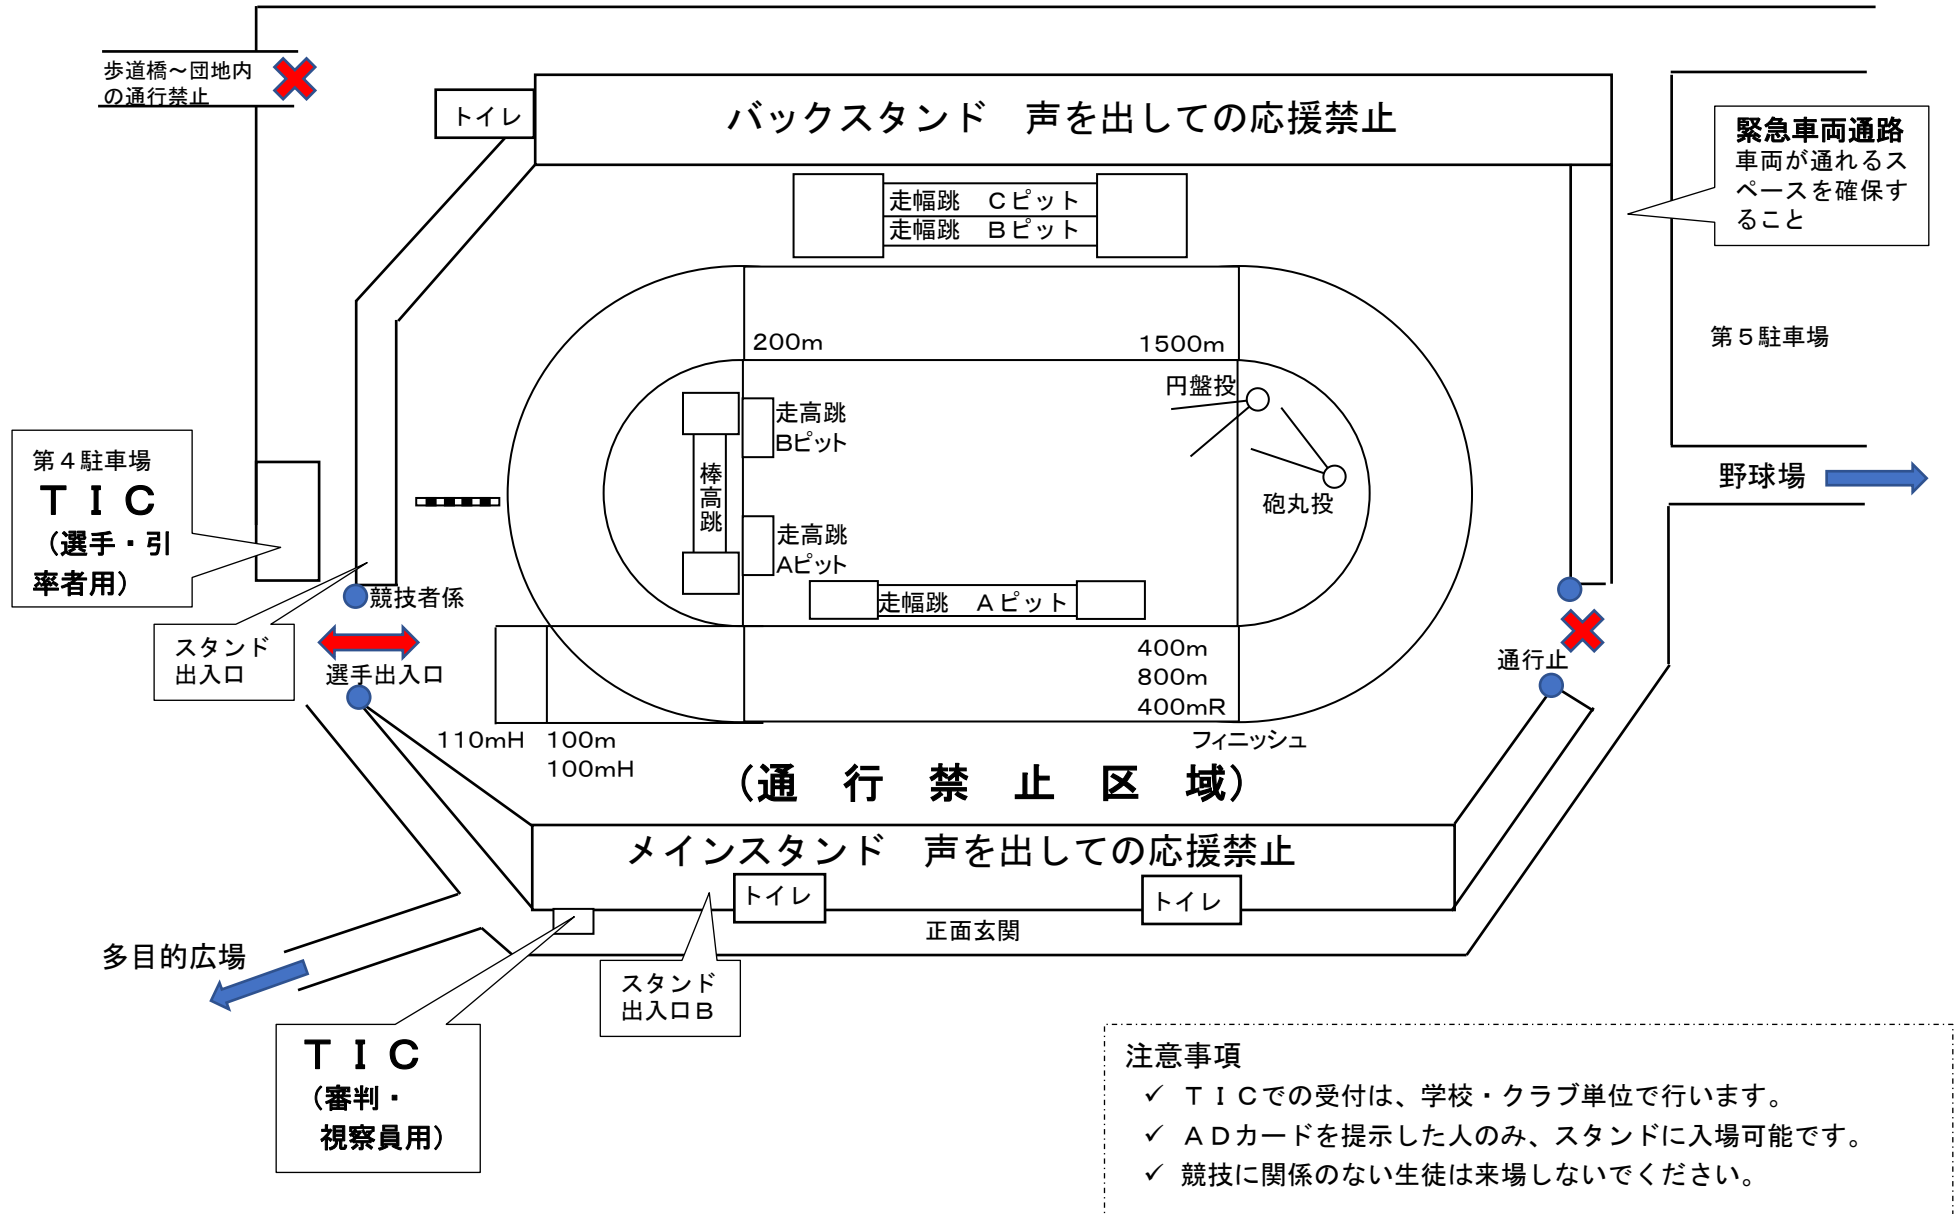 歩道橋～団地内
の通行禁止
トイレ
バックスタンド　声を出しての応援禁止
緊急車両通路
車両が通れるス
ペースを確保す
ること
走幅跳　Ｃピット
走幅跳　Ｂピット
200m
1500m
第５駐車場
円盤投
走高跳
Bピット
棒高跳
砲丸投
走高跳
Aピット
走幅跳　Ａピット
第４駐車場
ＴＩＣ
（選手・引
率者用）
野球場
競技者係
スタンド
出入口
選手出入口
通行止
400m
800m
400mR
110mH
100m
100mH
フィニッシュ
（通　行　禁　止　区　域）
メインスタンド　声を出しての応援禁止
トイレ
トイレ
正面玄関
多目的広場
スタンド
出入口Ｂ
ＴＩＣ
（審判・
視察員用）
注意事項
✓ ＴＩＣでの受付は、学校・クラブ単位で行います。
✓ ＡＤカードを提示した人のみ、スタンドに入場可能です。
✓ 競技に関係のない生徒は来場しないでください。